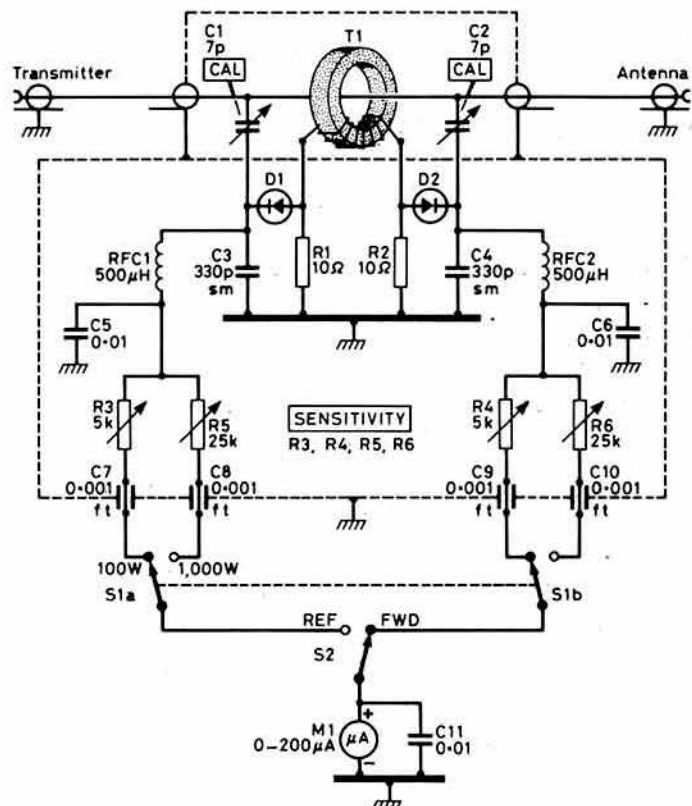 C1
7p
CAL
T1
C2
7p
CAL
Transmitter
Antenna
D1
D2
RFC1
500µH
C3
330p
sm
R1
10Ω
R2
10Ω
C4
330p
sm
RFC2
500µH
C5
0·01
C6
0·01
R3
5k
R5
25k
SENSITIVITY
R3, R4, R5, R6
R4
5k
R6
25k
C7
0·001
ft
C8
0·001
C9
0·001
ft
C10
0·001
ft
100W
1,000W
S1a
S1b
REF
FWD
S2
M1
0–200µA
+
µA
–
C11
0·01